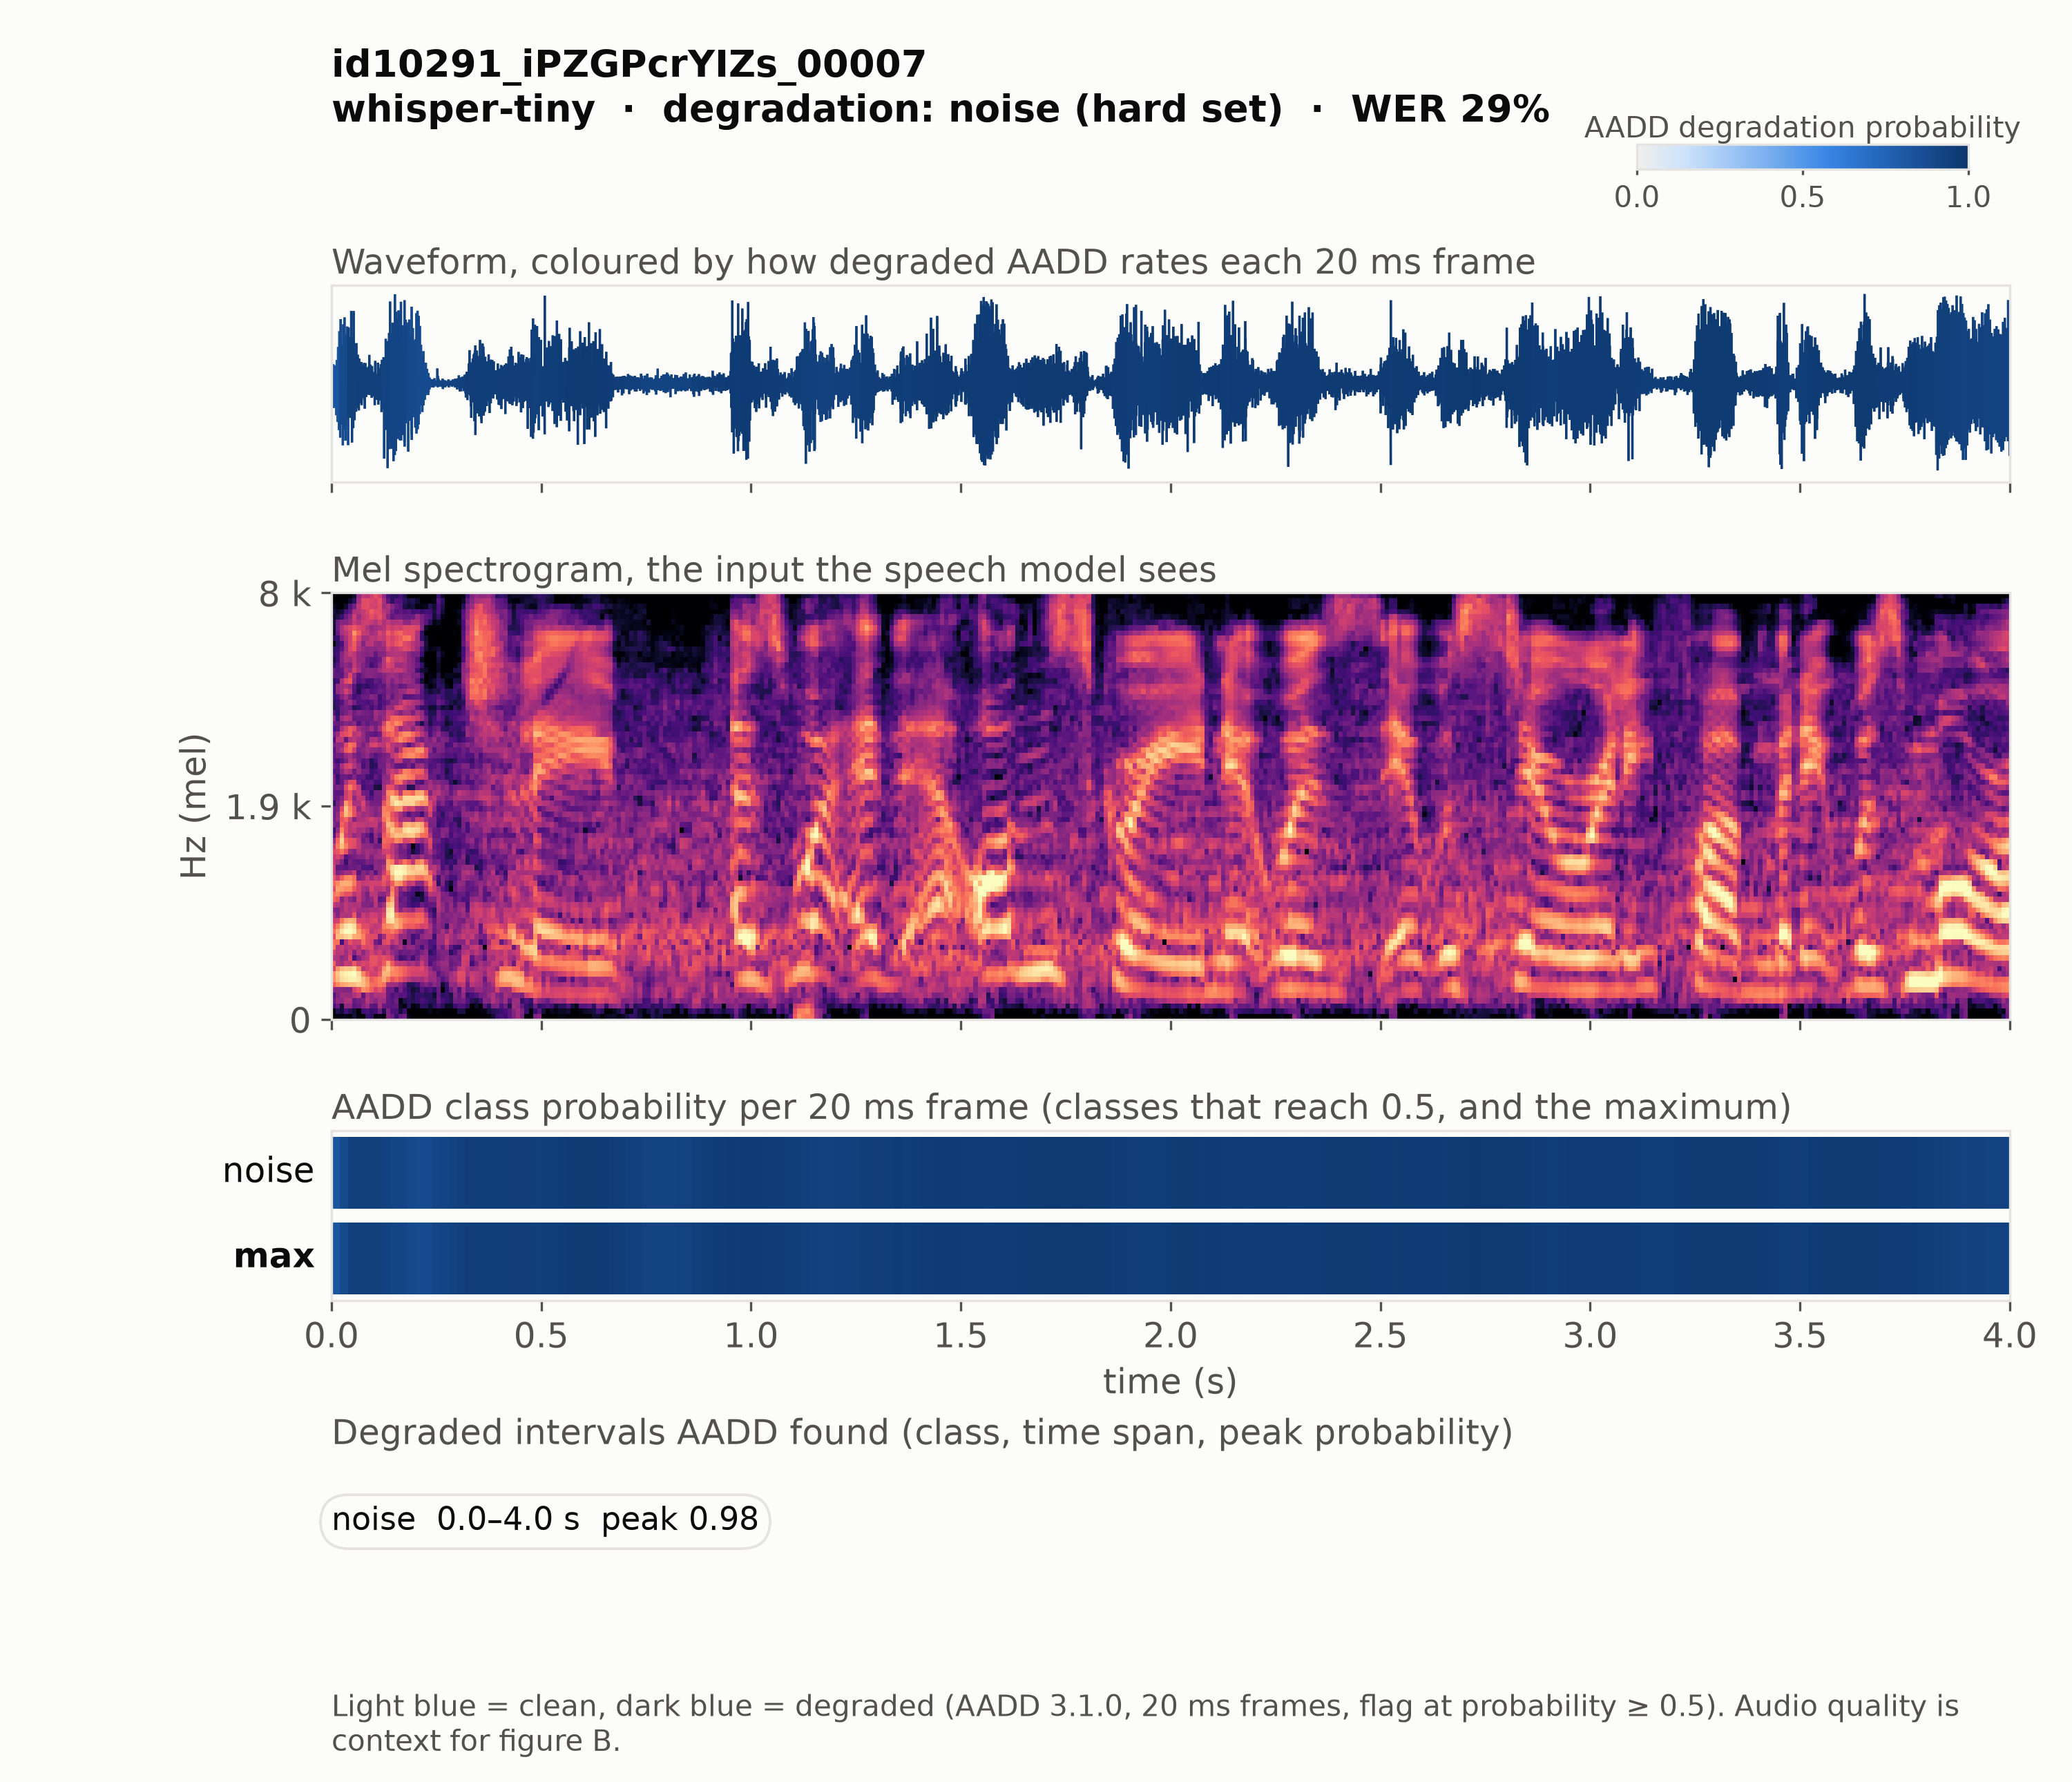 id10291_iPZGPcrYIZs_00007
whisper-tiny · degradation: noise (hard set) · WER 29%
AADD degradation probability
0.0 0.5 1.0
Waveform, coloured by how degraded AADD rates each 20 ms frame
Mel spectrogram, the input the speech model sees
8 k
1.9 k
0
Hz (mel)
AADD class probability per 20 ms frame (classes that reach 0.5, and the maximum)
noise
max
0.0 0.5 1.0 1.5 2.0 2.5 3.0 3.5 4.0
time (s)
Degraded intervals AADD found (class, time span, peak probability)
noise 0.0–4.0 s peak 0.98
Light blue = clean, dark blue = degraded (AADD 3.1.0, 20 ms frames, flag at probability ≥ 0.5). Audio quality is
context for figure B.